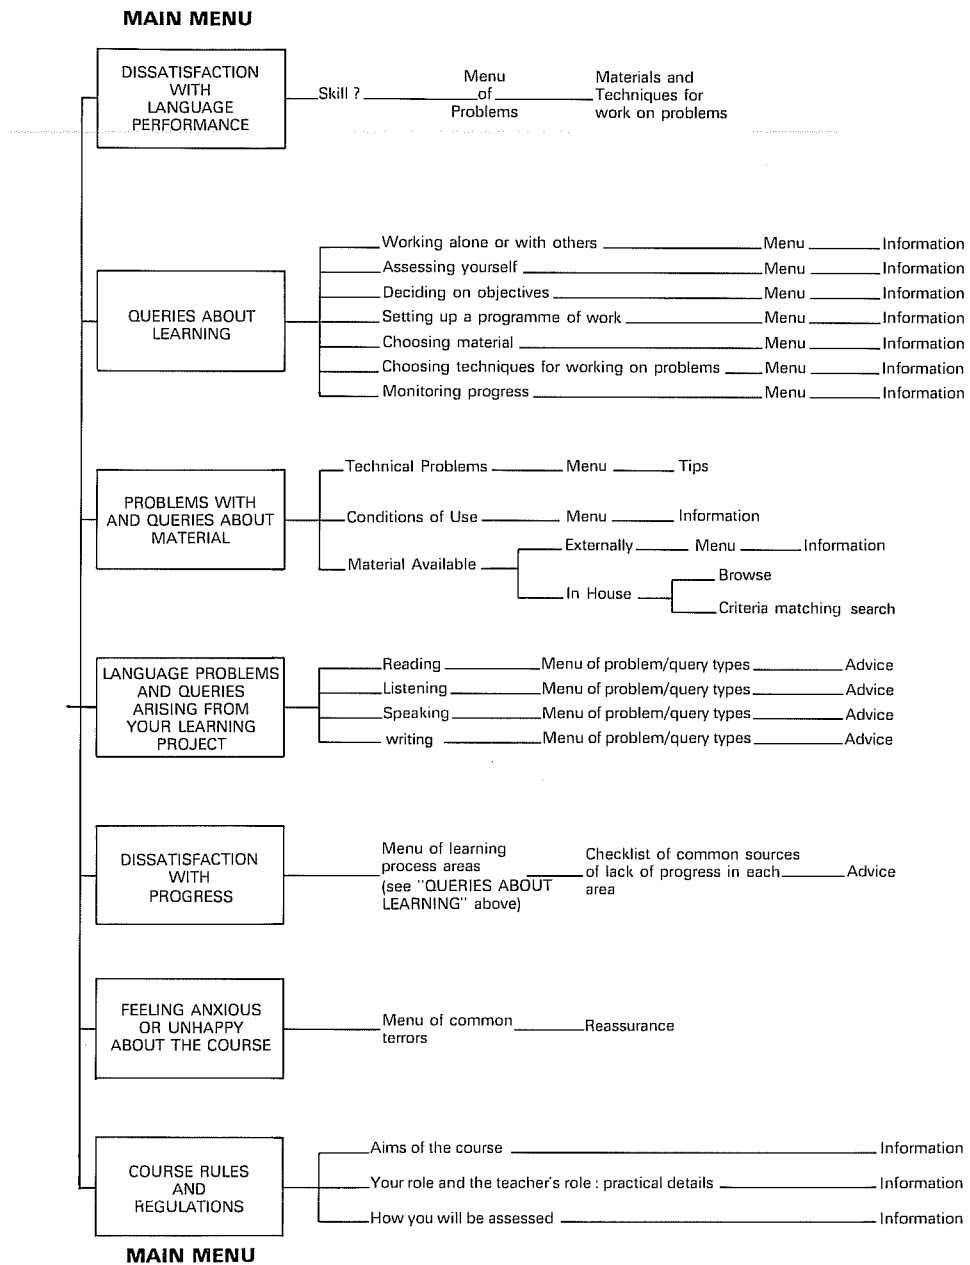 MAIN MENU
DISSATISFACTION
WITH
LANGUAGE
PERFORMANCE
Skill ?
Menu
of
Problems
Materials and
Techniques for
work on problems
QUERIES ABOUT
LEARNING
Working alone or with others Menu Information
Assessing yourself Menu Information
Deciding on objectives Menu Information
Setting up a programme of work Menu Information
Choosing material Menu Information
Choosing techniques for working on problems Menu Information
Monitoring progress Menu Information
PROBLEMS WITH
AND QUERIES ABOUT
MATERIAL
Technical Problems Menu Tips
Conditions of Use Menu Information
Material Available
Externally Menu Information
In House
Browse
Criteria matching search
LANGUAGE PROBLEMS
AND QUERIES
ARISING FROM
YOUR LEARNING
PROJECT
Reading Menu of problem/query types Advice
Listening Menu of problem/query types Advice
Speaking Menu of problem/query types Advice
writing Menu of problem/query types Advice
DISSATISFACTION
WITH
PROGRESS
Menu of learning
process areas
(see "QUERIES ABOUT
LEARNING" above)
Checklist of common sources
of lack of progress in each
area
Advice
FEELING ANXIOUS
OR UNHAPPY
ABOUT THE COURSE
Menu of common
terrors
Reassurance
COURSE RULES
AND
REGULATIONS
Aims of the course Information
Your role and the teacher's role : practical details Information
How you will be assessed Information
MAIN MENU